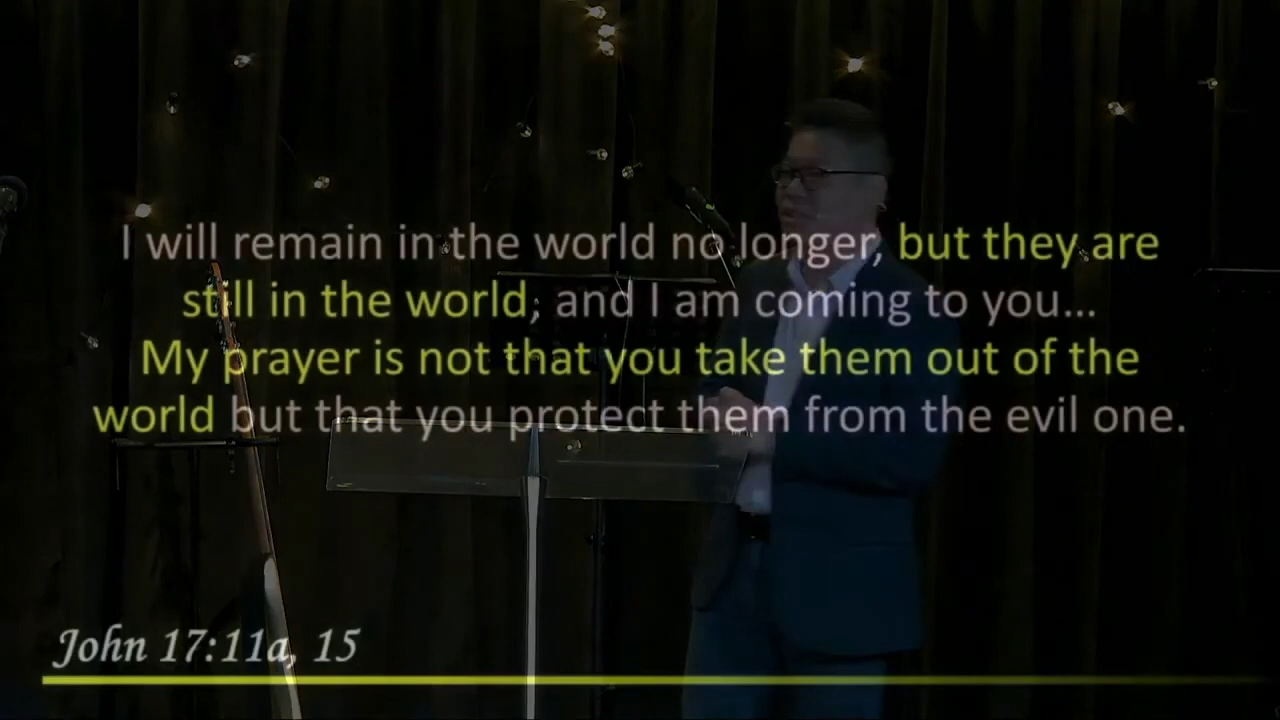 I will remain in the world no longer, but they are
still in the world; and I am coming to you...
My prayer is not that you take them out of the
world but that you protect them from the evil one.
John 17:11a, 15